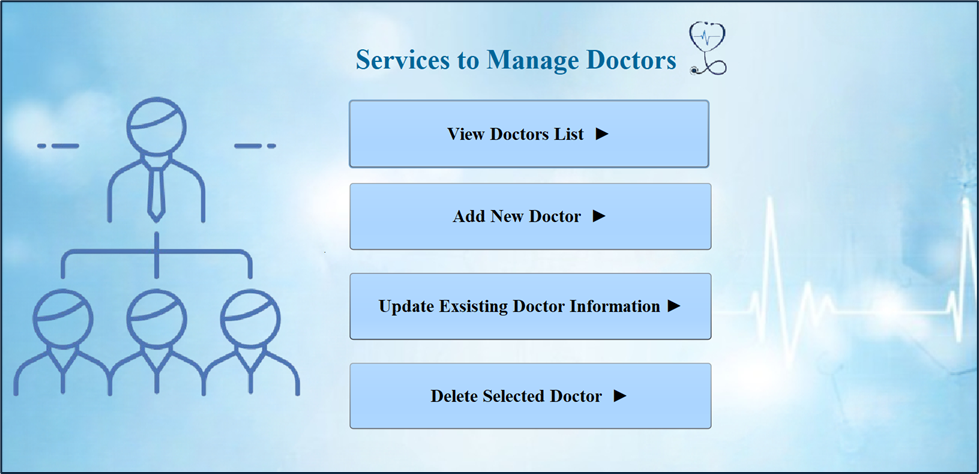 Services to Manage Doctors
View Doctors List ►
Add New Doctor ►
Update Exsisting Doctor Information ►
Delete Selected Doctor ►